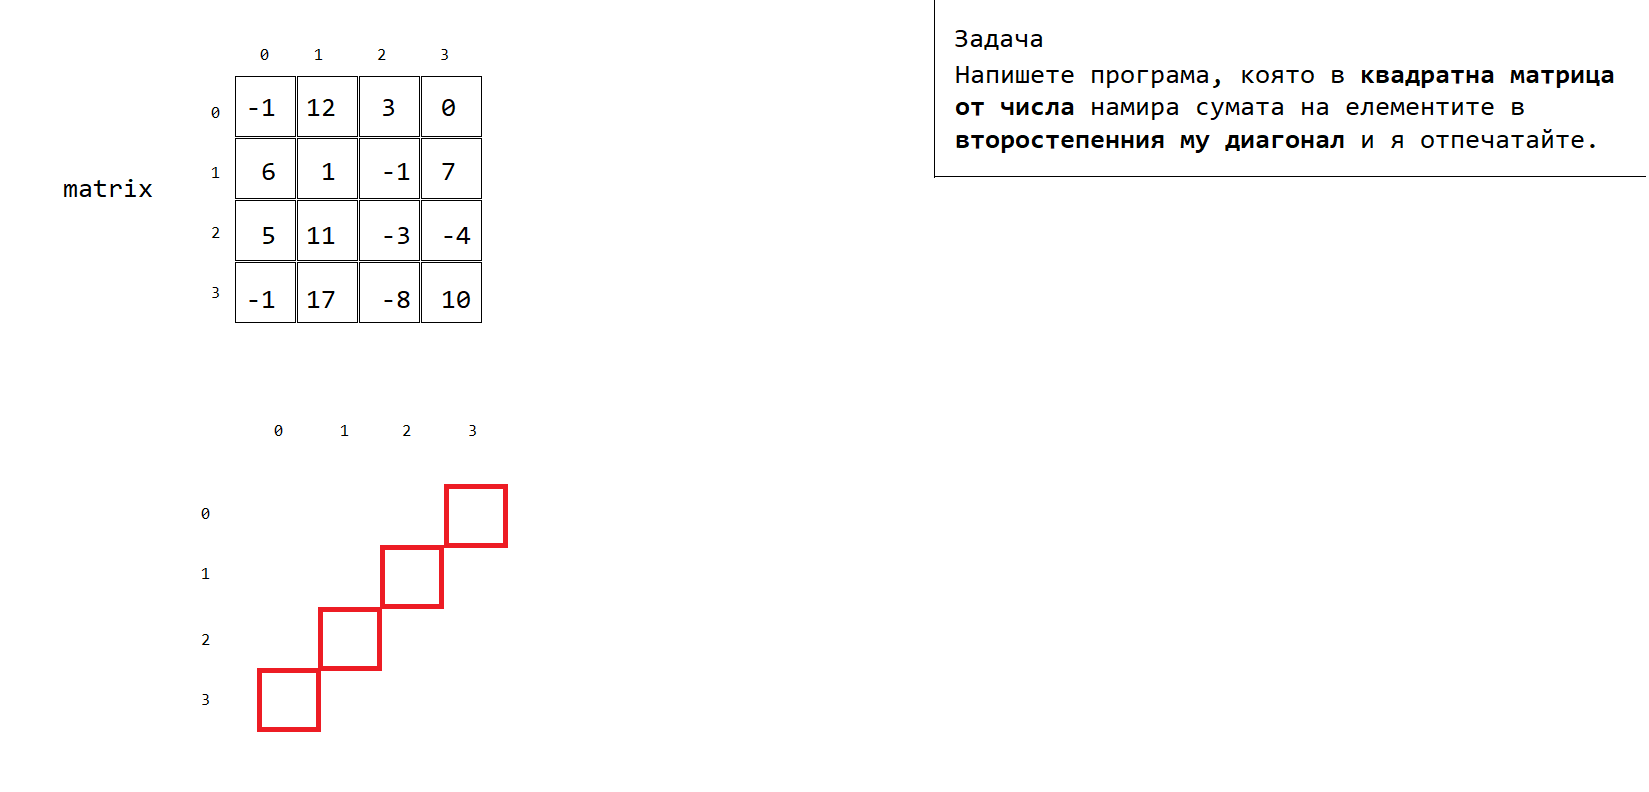 Задача
Напишете програма, която в квадратна матрица
от числа намира сумата на елементите в
второстепенния му диагонал и я отпечатайте.
0 1 2 3
0 -1 12 3 0
1 6 1 -1 7
matrix
2 5 11 -3 -4
3 -1 17 -8 10
0 1 2 3
0
1
2
3